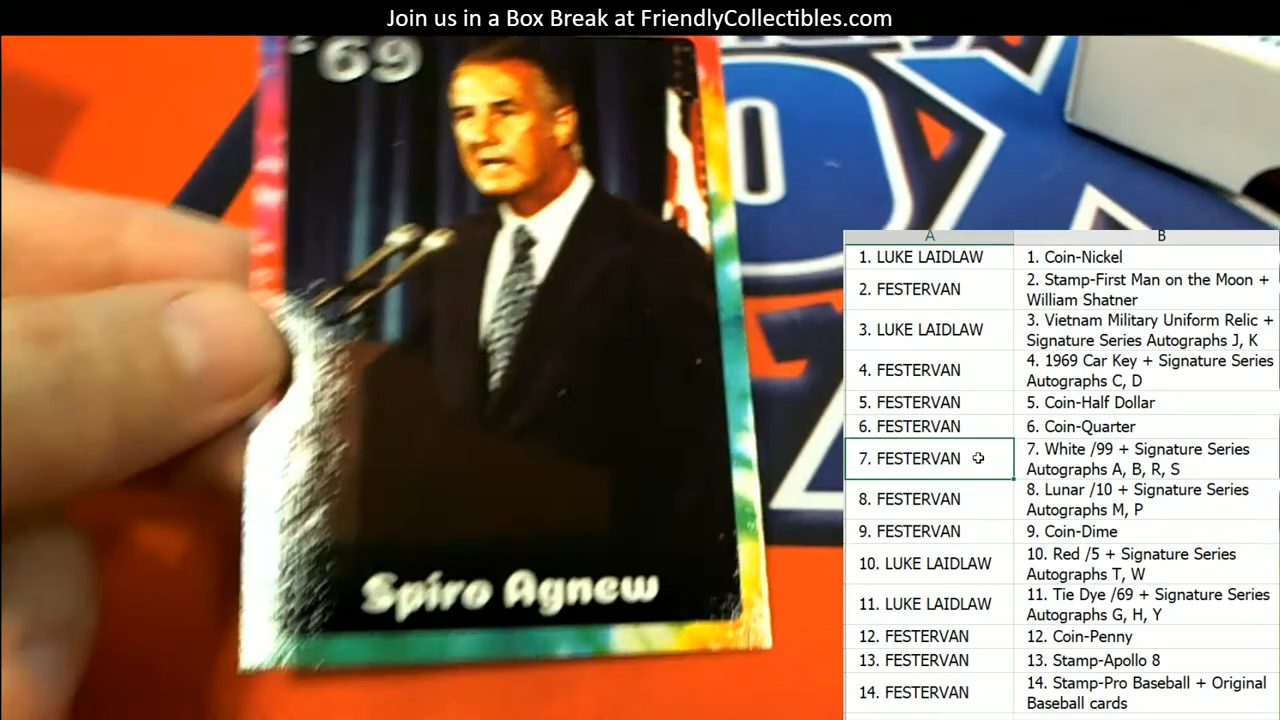 Join us in a Box Break at FriendlyCollectibles.com
'69
Spiro Agnew
A B
1. LUKE LAIDLAW 1. Coin-Nickel
2. FESTERVAN 2. Stamp-First Man on the Moon +
William Shatner
3. LUKE LAIDLAW 3. Vietnam Military Uniform Relic +
Signature Series Autographs J, K
4. FESTERVAN 4. 1969 Car Key + Signature Series
Autographs C, D
5. FESTERVAN 5. Coin-Half Dollar
6. FESTERVAN 6. Coin-Quarter
7. FESTERVAN 7. White /99 + Signature Series
Autographs A, B, R, S
8. FESTERVAN 8. Lunar /10 + Signature Series
Autographs M, P
9. FESTERVAN 9. Coin-Dime
10. LUKE LAIDLAW 10. Red /5 + Signature Series
Autographs T, W
11. LUKE LAIDLAW 11. Tie Dye /69 + Signature Series
Autographs G, H, Y
12. FESTERVAN 12. Coin-Penny
13. FESTERVAN 13. Stamp-Apollo 8
14. FESTERVAN 14. Stamp-Pro Baseball + Original
Baseball cards